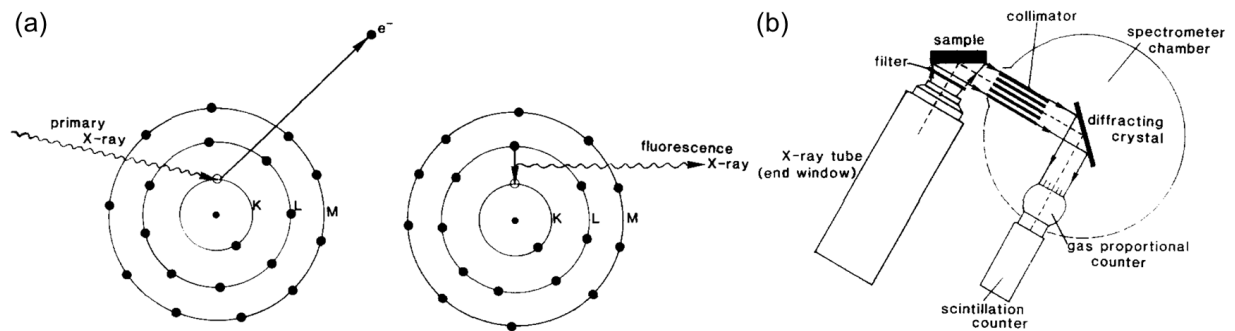 (a)
e⁻
primary
X-ray
K
L
M
fluorescence
X-ray
K
L
M
(b)
collimator
sample
spectrometer
chamber
filter
diffracting
crystal
X-ray tube
(end window)
gas proportional
counter
scintillation
counter